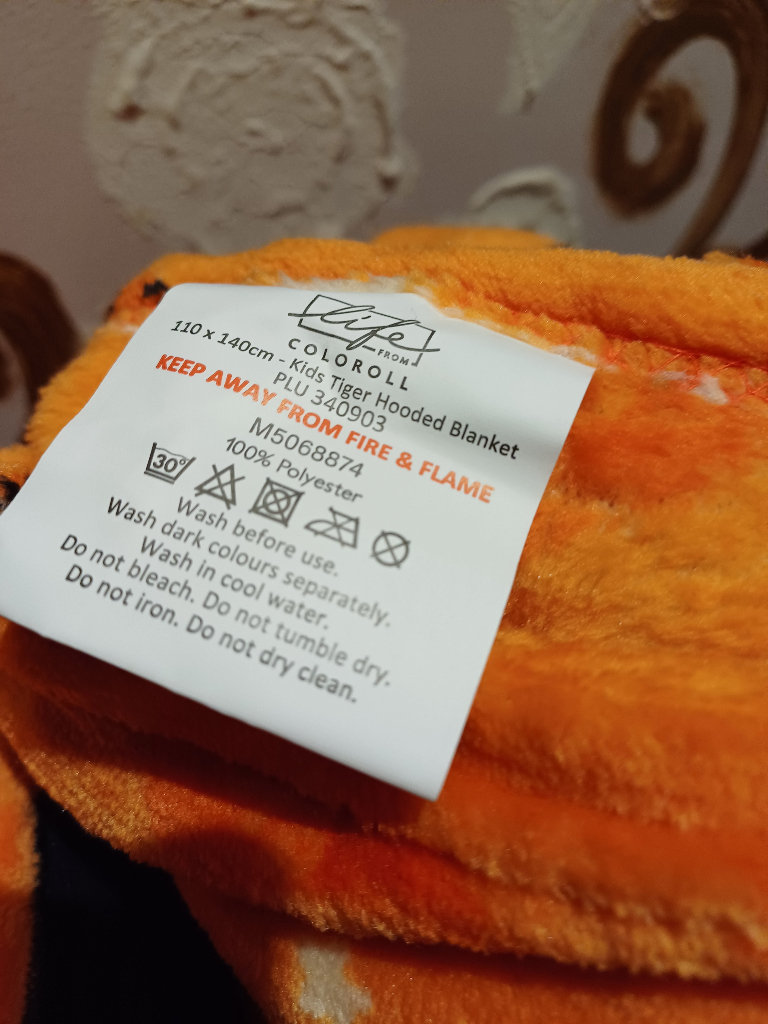 life
FROM
COLOROLL
110 x 140cm - Kids Tiger Hooded Blanket
PLU 340903
KEEP AWAY FROM FIRE & FLAME
M5068874
100% Polyester
30°
Wash before use.
Wash dark colours separately.
Wash in cool water.
Do not bleach. Do not tumble dry.
Do not iron. Do not dry clean.